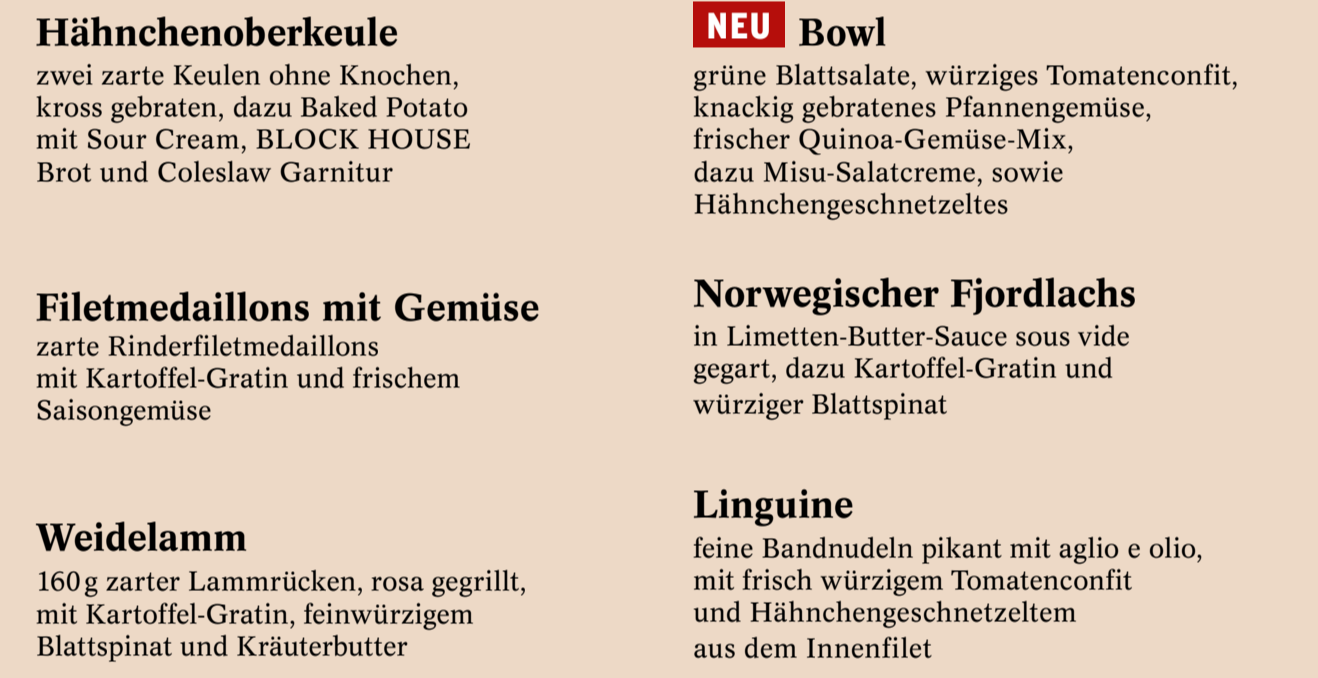 Hähnchenoberkeule
zwei zarte Keulen ohne Knochen,
kross gebraten, dazu Baked Potato
mit Sour Cream, BLOCK HOUSE
Brot und Coleslaw Garnitur
Filetmedaillons mit Gemüse
zarte Rinderfiletmedaillons
mit Kartoffel-Gratin und frischem
Saisongemüse
Weidelamm
160 g zarter Lammrücken, rosa gegrillt,
mit Kartoffel-Gratin, feinwürzigem
Blattspinat und Kräuterbutter
NEU Bowl
grüne Blattsalate, würziges Tomatenconfit,
knackig gebratenes Pfannengemüse,
frischer Quinoa-Gemüse-Mix,
dazu Misu-Salatcreme, sowie
Hähnchengeschnetzeltes
Norwegischer Fjordlachs
in Limetten-Butter-Sauce sous vide
gegart, dazu Kartoffel-Gratin und
würziger Blattspinat
Linguine
feine Bandnudeln pikant mit aglio e olio,
mit frisch würzigem Tomatenconfit
und Hähnchengeschnetzeltem
aus dem Innenfilet